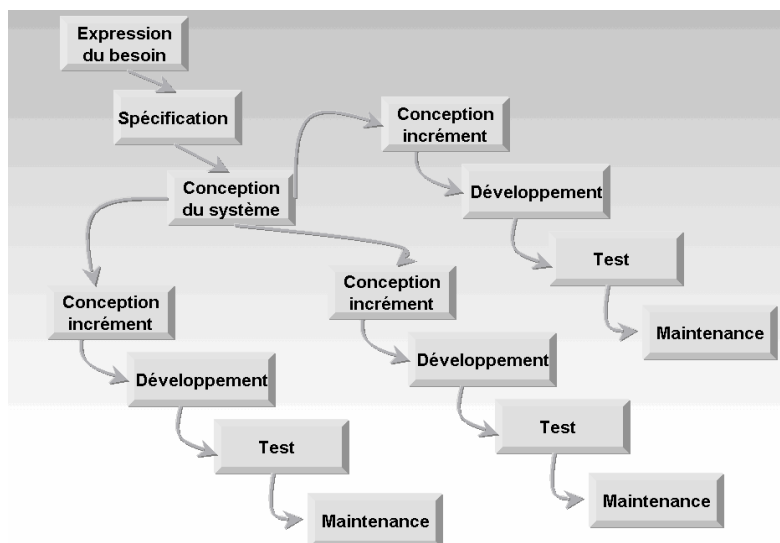 Expression
du besoin
Spécification
Conception
du système
Conception
incrément
Développement
Test
Maintenance
Conception
incrément
Développement
Test
Maintenance
Conception
incrément
Développement
Test
Maintenance